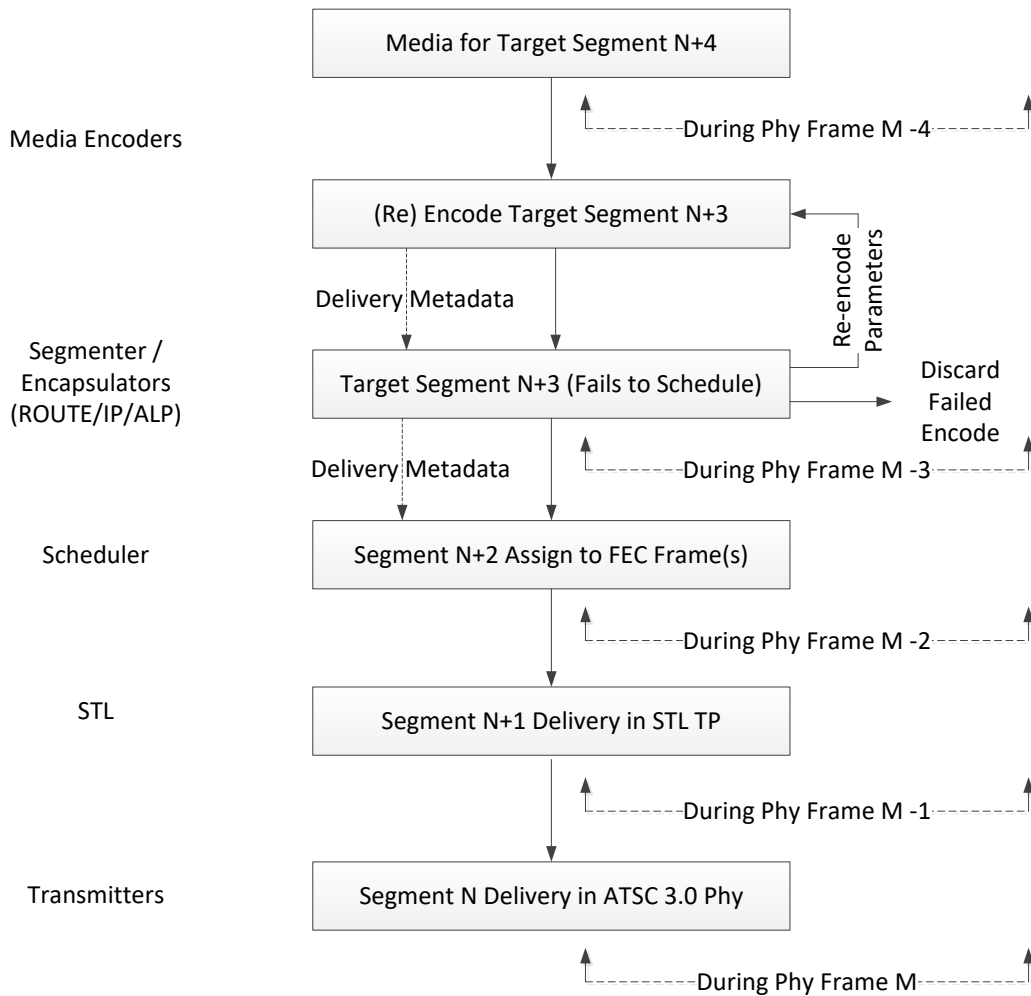 Media for Target Segment N+4
During Phy Frame M -4
Media Encoders
(Re) Encode Target Segment N+3
Re-encode
Parameters
Delivery Metadata
Segmenter /
Encapsulators
(ROUTE/IP/ALP)
Target Segment N+3 (Fails to Schedule)
Discard
Failed
Encode
Delivery Metadata
During Phy Frame M -3
Scheduler
Segment N+2 Assign to FEC Frame(s)
During Phy Frame M -2
STL
Segment N+1 Delivery in STL TP
During Phy Frame M -1
Transmitters
Segment N Delivery in ATSC 3.0 Phy
During Phy Frame M